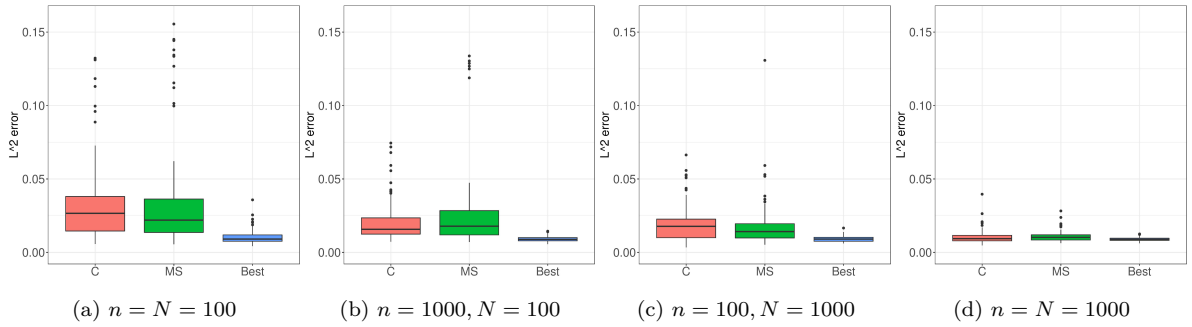 0.15
0.10
0.05
0.00
L^2 error
C MS Best
(a) n = N = 100
0.15
0.10
0.05
0.00
L^2 error
C MS Best
(b) n = 1000, N = 100
0.15
0.10
0.05
0.00
L^2 error
C MS Best
(c) n = 100, N = 1000
0.15
0.10
0.05
0.00
L^2 error
C MS Best
(d) n = N = 1000